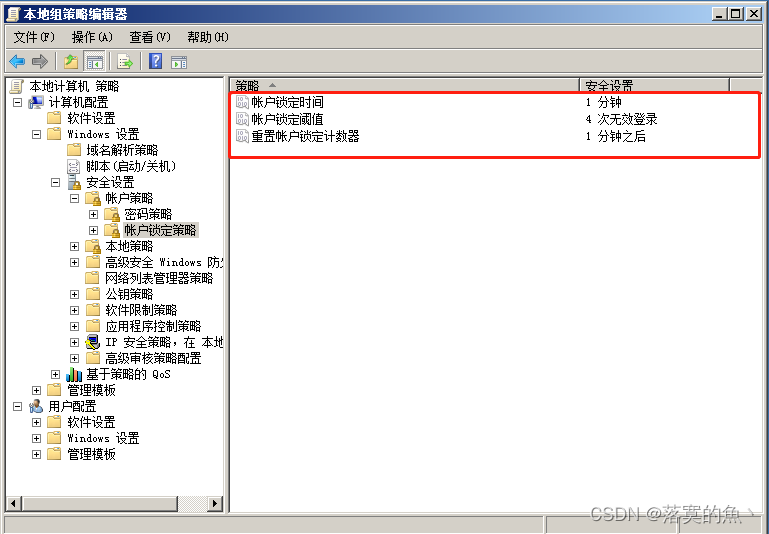 本地组策略编辑器
文件(F) 操作(A) 查看(V) 帮助(H)
本地计算机 策略
计算机配置
软件设置
Windows 设置
域名解析策略
脚本(启动/关机)
安全设置
帐户策略
密码策略
帐户锁定策略
本地策略
高级安全 Windows 防
网络列表管理器策略
公钥策略
软件限制策略
应用程序控制策略
IP 安全策略，在 本地
高级审核策略配置
基于策略的 QoS
管理模板
用户配置
软件设置
Windows 设置
管理模板
策略 安全设置
帐户锁定时间 1 分钟
帐户锁定阈值 4 次无效登录
重置帐户锁定计数器 1 分钟之后
CSDN @落寞的魚丶